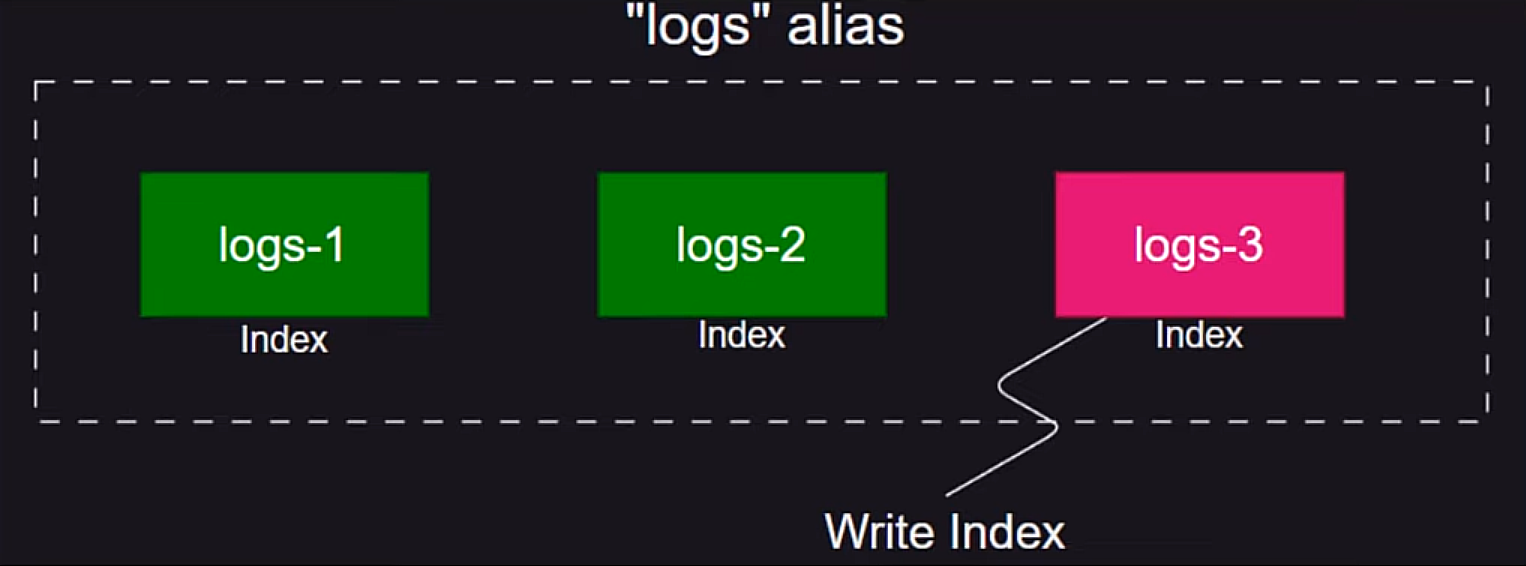 "logs" alias
logs-1
logs-2
logs-3
Index
Index
Index
Write Index